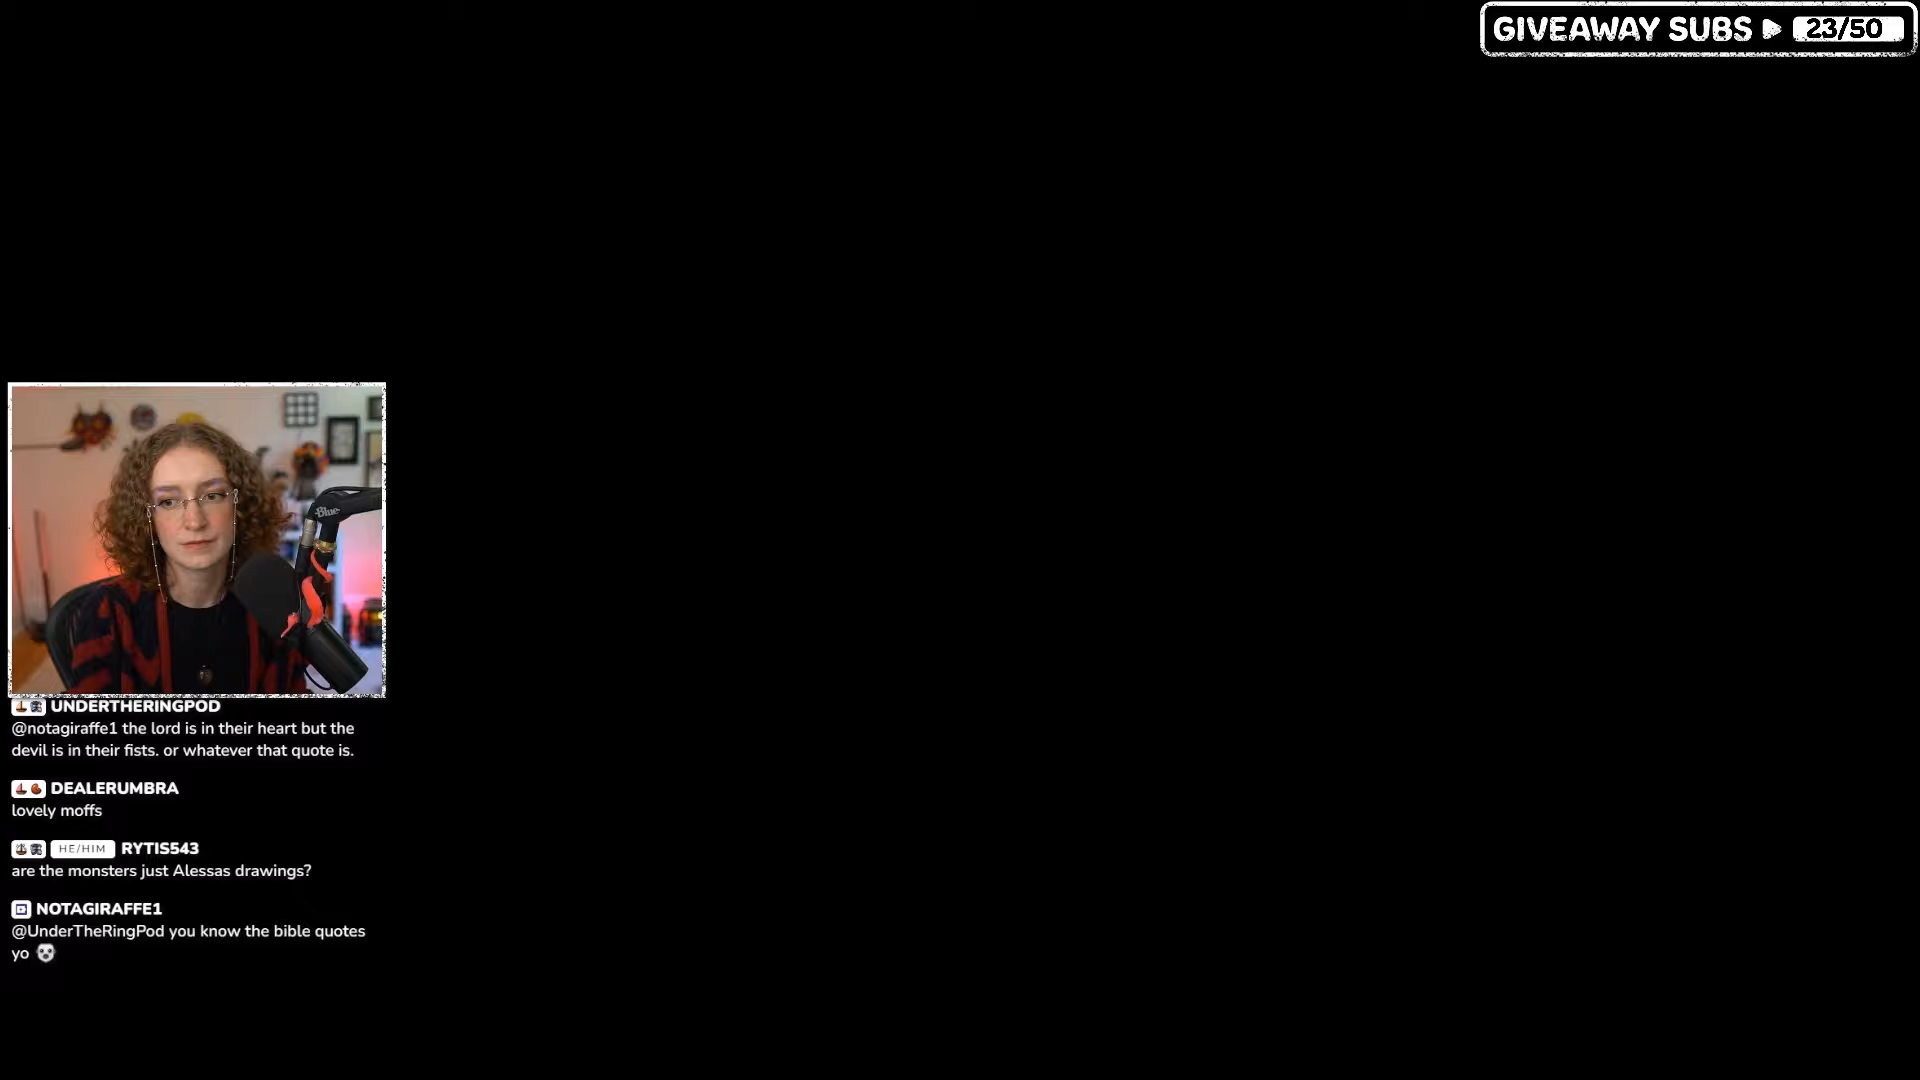 GIVEAWAY SUBS 23/50
Blue
UNDERTHERINGPOD
@notagiraffe1 the lord is in their heart but the
devil is in their fists. or whatever that quote is.
DEALERUMBRA
lovely moffs
HE/HIM RYTIS543
are the monsters just Alessas drawings?
NOTAGIRAFFE1
@UnderTheRingPod you know the bible quotes
yo